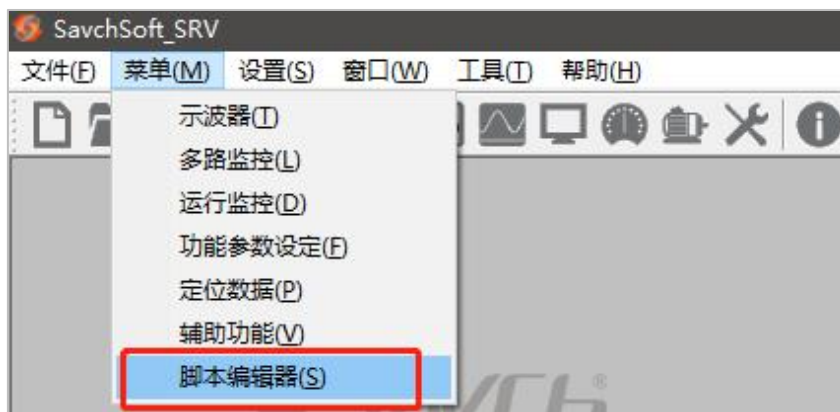 SavchSoft_SRV
文件(F) 菜单(M) 设置(S) 窗口(W) 工具(T) 帮助(H)
示波器(T)
多路监控(L)
运行监控(D)
功能参数设定(F)
定位数据(P)
辅助功能(V)
脚本编辑器(S)